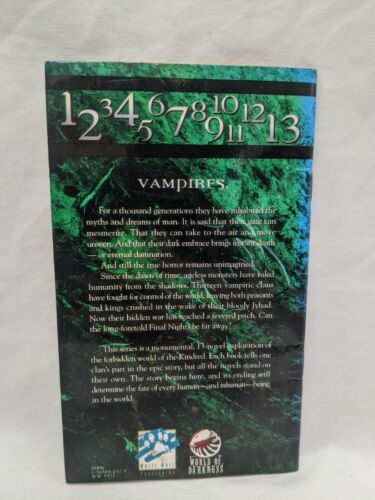 1 2 3 4 5 6 7 8 9 10 11 12 13
VAMPIRES.
For a thousand generations they have inhabited the
myths and dreams of man. It is said that their gaze can
mesmerize. That they can take to the air and move
unseen. And that their dark embrace brings instant death
— or eternal damnation.
And still the true horror remains unimagined.
Since the dawn of time, ageless monsters have ruled
humanity from the shadows. Thirteen vampiric clans
have fought for control of the world, leaving both peasants
and kings crushed in the wake of their bloody Jyhad.
Now their hidden war has reached a fevered pitch. Can
the long-foretold Final Nights be far away?
This series is a monumental, 13-novel exploration of
the forbidden world of the Kindred. Each book tells one
clan's part in the epic story, but all the novels stand on
their own. The story begins here, and its ending will
determine the fate of every human—and inhuman—being
in the world.
ISBN
WW
WHITE WOLF
PUBLISHING
WORLD OF
DARKNESS